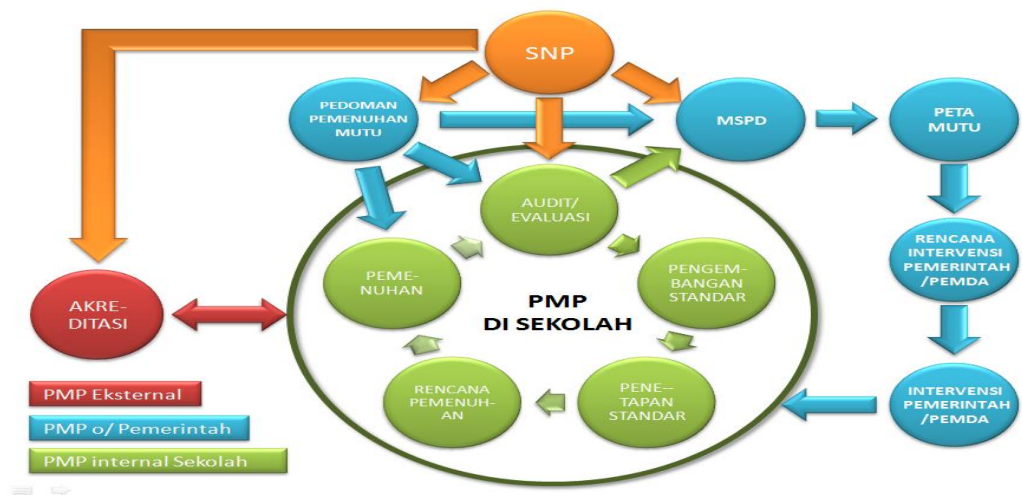 SNP
PEDOMAN
PEMENUHAN
MUTU
MSPD
PETA
MUTU
AUDIT/
EVALUASI
PEME-
NUHAN
PENGEM-
BANGAN
STANDAR
RENCANA
INTERVENSI
PEMERINTAH
/PEMDA
AKRE-
DITASI
PMP
DI SEKOLAH
RENCANA
PEMENUH-
AN
PENE-
TAPAN
STANDAR
INTERVENSI
PEMERINTAH
/PEMDA
PMP Eksternal
PMP o/ Pemerintah
PMP internal Sekolah